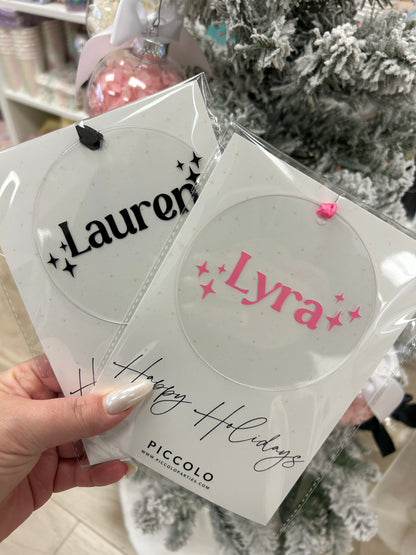 Lauren
Lyra
H
Happy Holidays
PICCOLO
WWW.PICCOLOPARTIES.COM